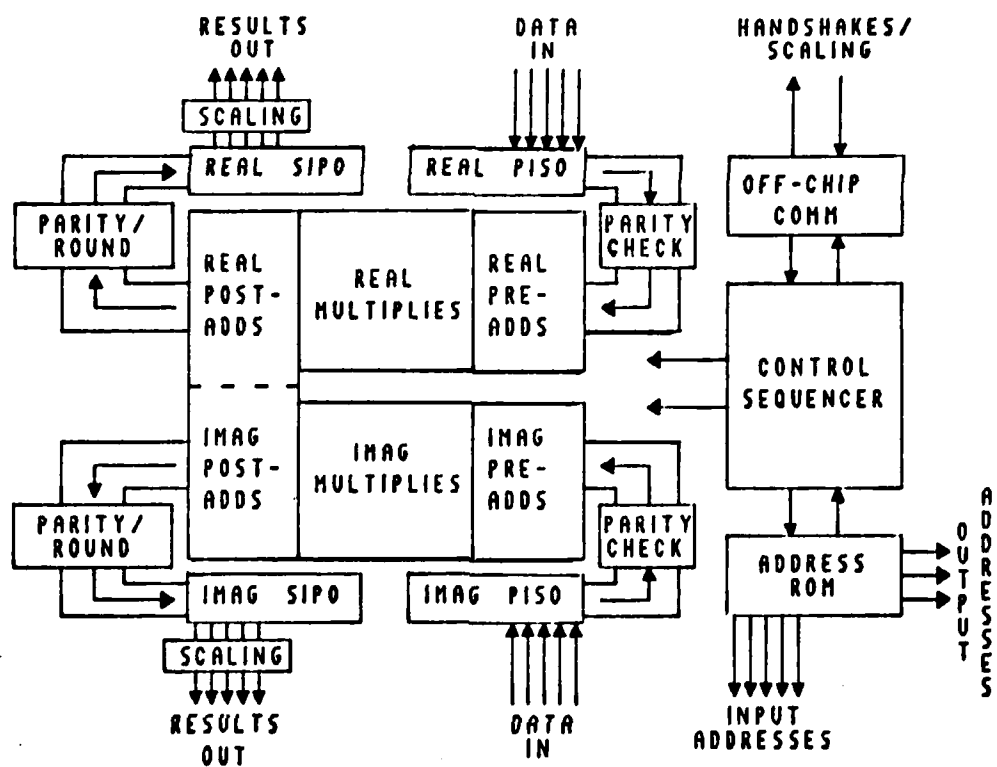 RESULTS
OUT
DATA
IN
HANDSHAKES/
SCALING
SCALING
REAL SIPO
REAL PISO
OFF-CHIP
COMM
PARITY/
ROUND
PARITY
CHECK
REAL
POST-
ADDS
REAL
MULTIPLIES
REAL
PRE-
ADDS
CONTROL
SEQUENCER
IMAG
POST-
ADDS
IMAG
MULTIPLIES
IMAG
PRE-
ADDS
PARITY/
ROUND
PARITY
CHECK
ADDRESS
ROM
OUTPUT
ADDRESSES
IMAG SIPO
IMAG PISO
SCALING
RESULTS
OUT
DATA
IN
INPUT
ADDRESSES